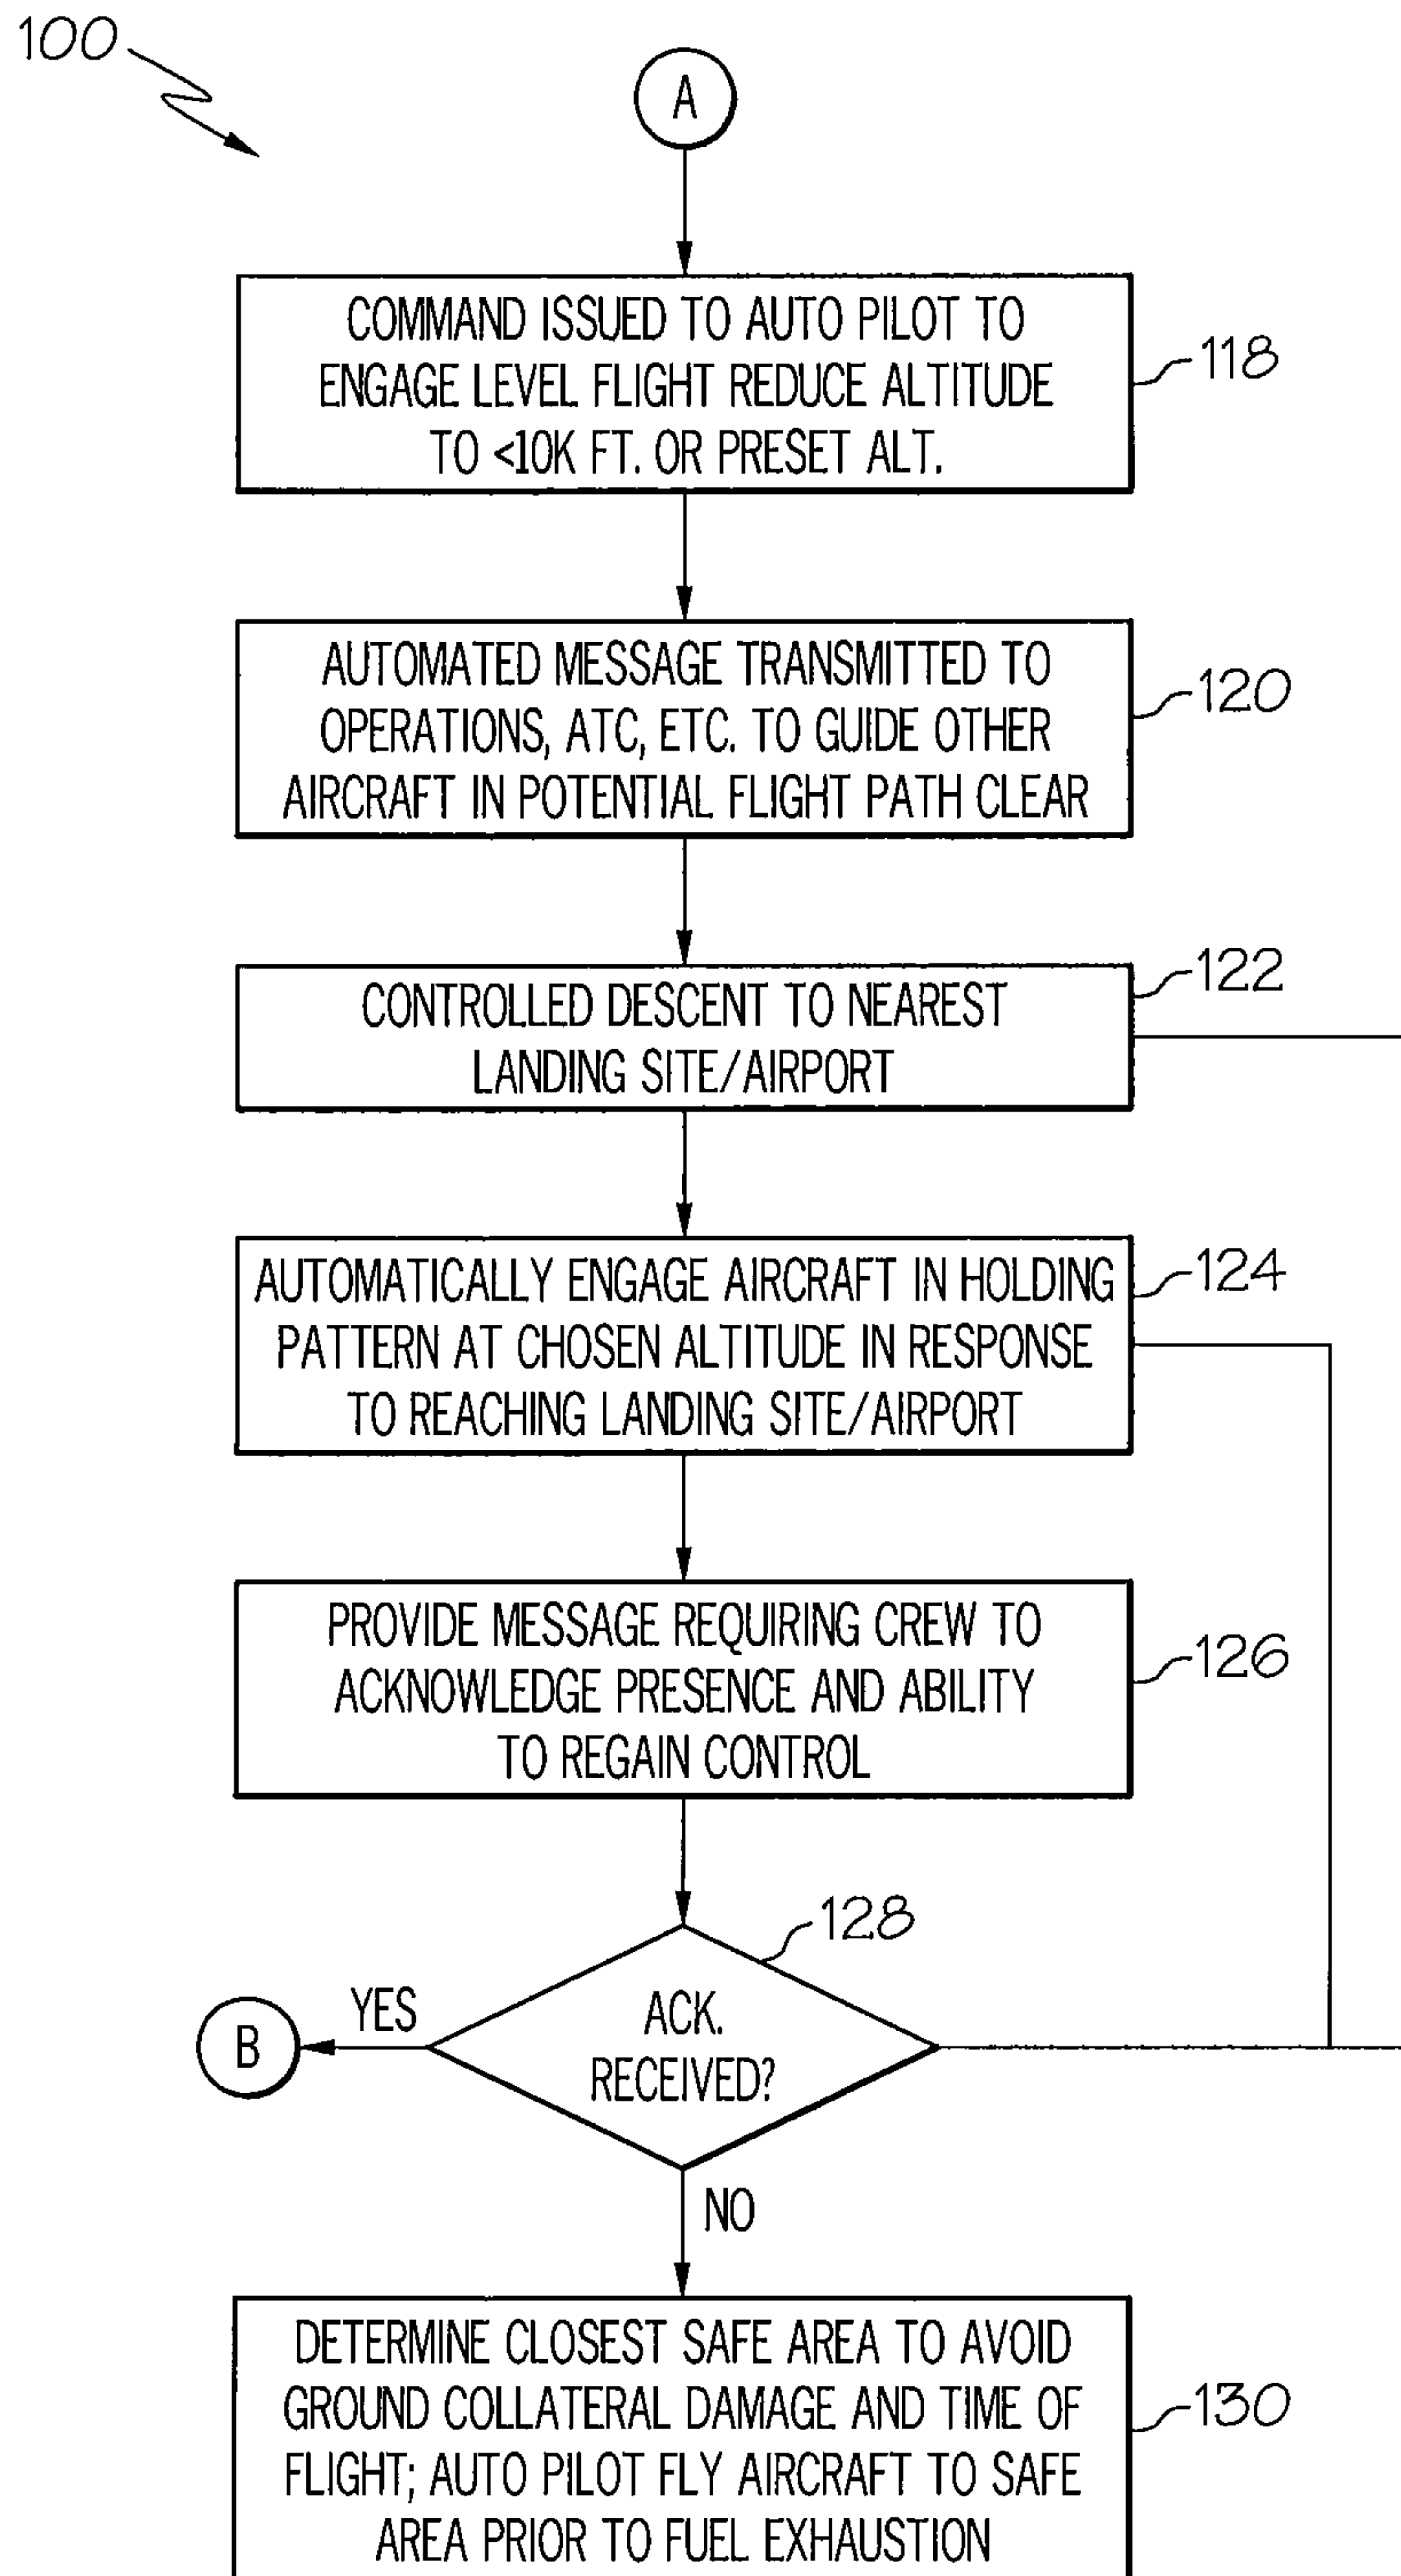 100
A
COMMAND ISSUED TO AUTO PILOT TO
ENGAGE LEVEL FLIGHT REDUCE ALTITUDE
TO <10K FT. OR PRESET ALT.
118
AUTOMATED MESSAGE TRANSMITTED TO
OPERATIONS, ATC, ETC. TO GUIDE OTHER
AIRCRAFT IN POTENTIAL FLIGHT PATH CLEAR
120
CONTROLLED DESCENT TO NEAREST
LANDING SITE/AIRPORT
122
AUTOMATICALLY ENGAGE AIRCRAFT IN HOLDING
PATTERN AT CHOSEN ALTITUDE IN RESPONSE
TO REACHING LANDING SITE/AIRPORT
124
PROVIDE MESSAGE REQUIRING CREW TO
ACKNOWLEDGE PRESENCE AND ABILITY
TO REGAIN CONTROL
126
128
ACK.
RECEIVED?
YES
B
NO
DETERMINE CLOSEST SAFE AREA TO AVOID
GROUND COLLATERAL DAMAGE AND TIME OF
FLIGHT; AUTO PILOT FLY AIRCRAFT TO SAFE
AREA PRIOR TO FUEL EXHAUSTION
130